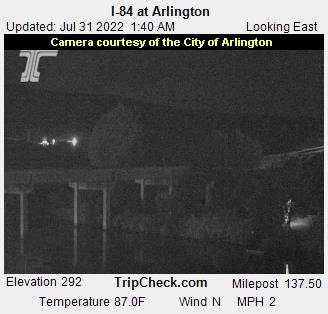 I-84 at Arlington
Updated: Jul 31 2022 1:40 AM Looking East
Camera courtesy of the City of Arlington
Elevation 292 TripCheck.com Milepost 137.50
Temperature 87.0F Wind N MPH 2